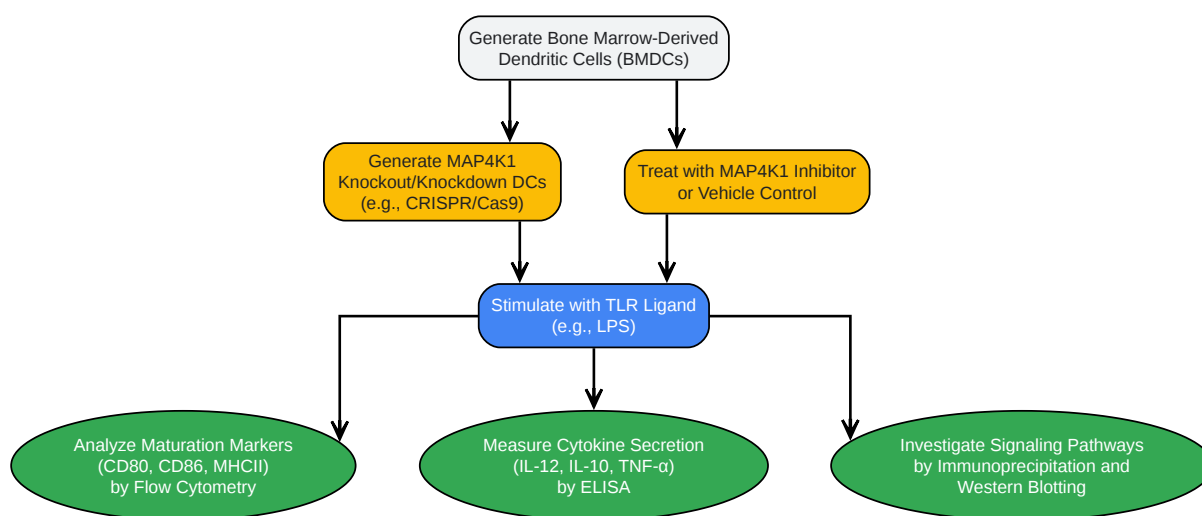 Generate Bone Marrow-Derived
Dendritic Cells (BMDCs)
Generate MAP4K1
Knockout/Knockdown DCs
(e.g., CRISPR/Cas9)
Treat with MAP4K1 Inhibitor
or Vehicle Control
Stimulate with TLR Ligand
(e.g., LPS)
Analyze Maturation Markers
(CD80, CD86, MHCII)
by Flow Cytometry
Measure Cytokine Secretion
(IL-12, IL-10, TNF-α)
by ELISA
Investigate Signaling Pathways
by Immunoprecipitation and
Western Blotting